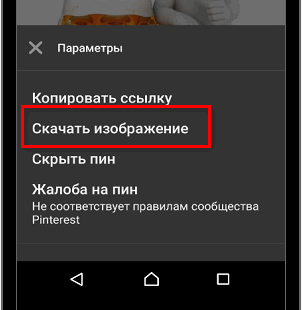 Параметры
Копировать ссылку
Скачать изображение
Скрыть пин
Жалоба на пин
Не соответствует правилам сообщества
Pinterest